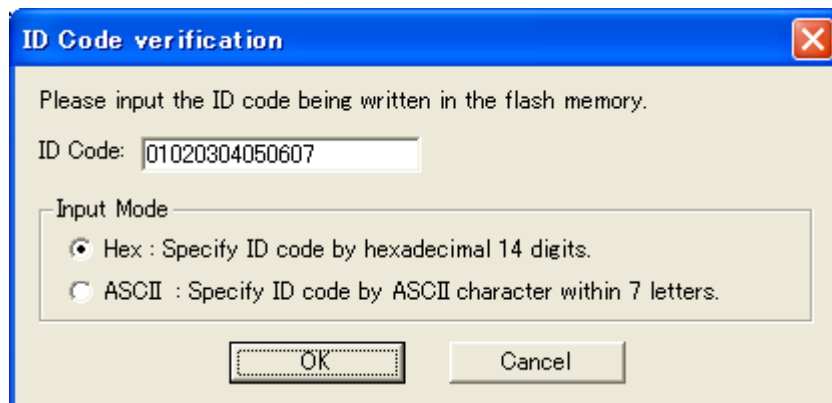 ID Code verification
Please input the ID code being written in the flash memory.
ID Code: 01020304050607
Input Mode
Hex : Specify ID code by hexadecimal 14 digits.
ASCII : Specify ID code by ASCII character within 7 letters.
OK Cancel